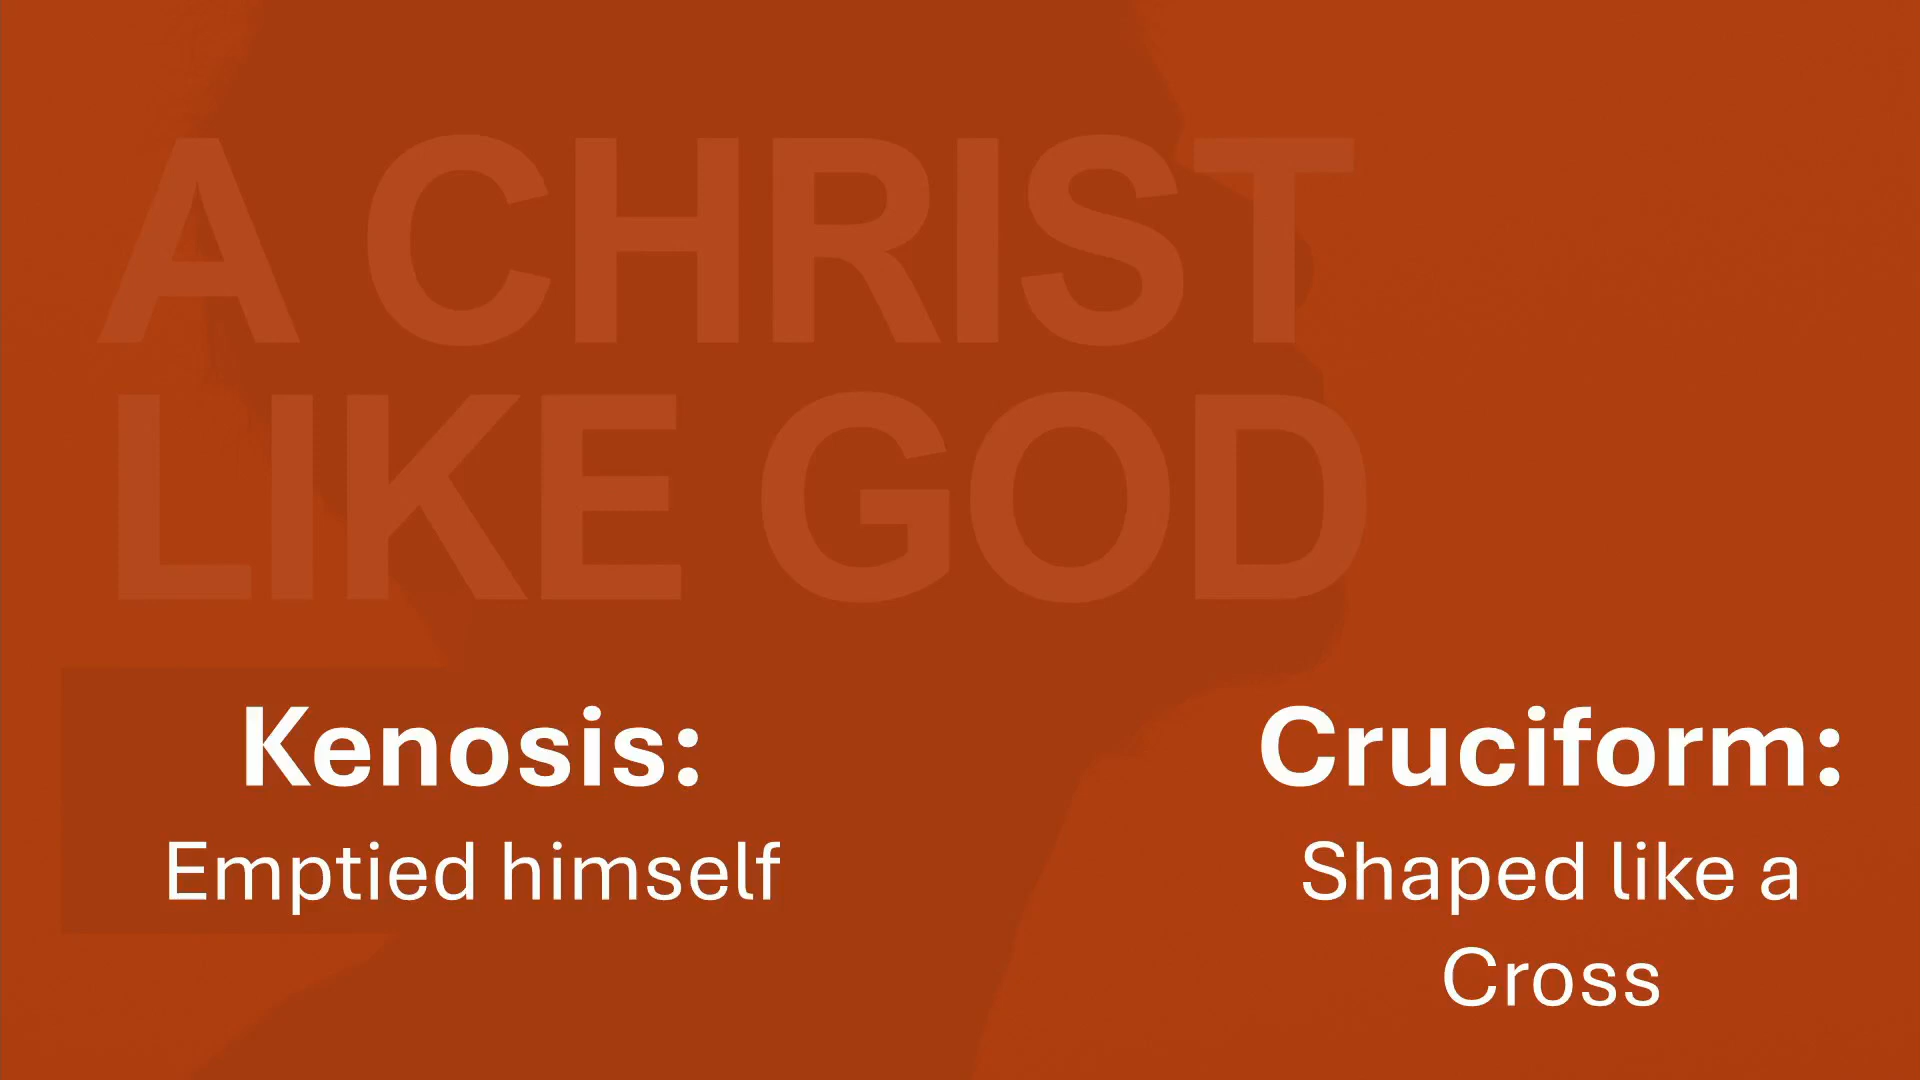 A CHRIST
LIKE GOD
Kenosis:
Emptied himself
Cruciform:
Shaped like a
Cross